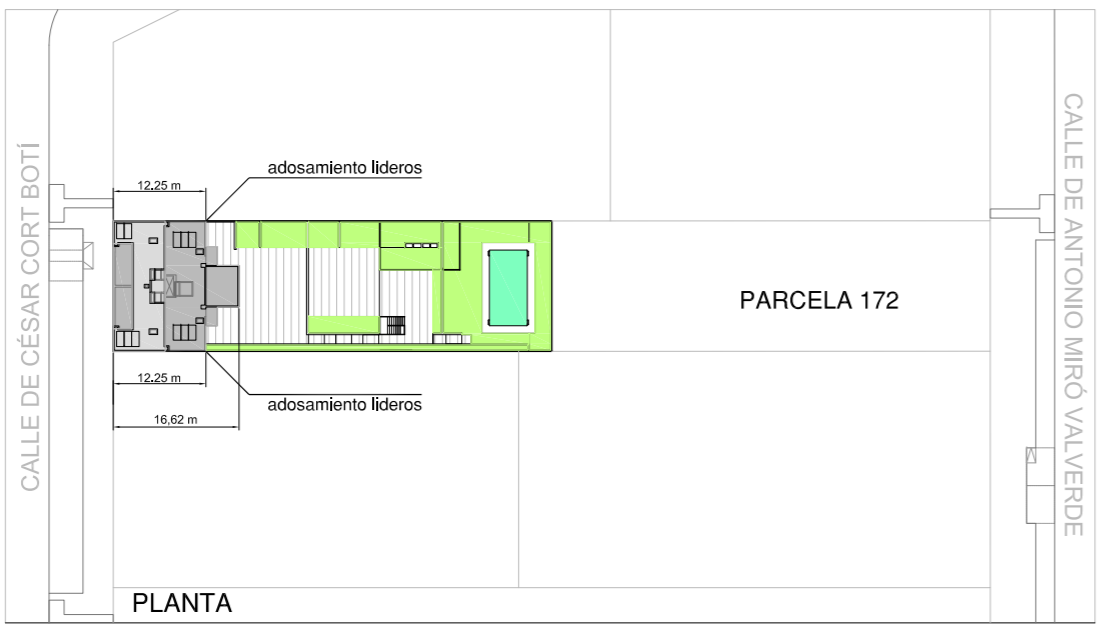 CALLE DE CÉSAR CORT BOTÍ
CALLE DE ANTONIO MIRÓ VALVERDE
adosamiento lideros
12.25 m
PARCELA 172
12.25 m
adosamiento lideros
16,62 m
PLANTA